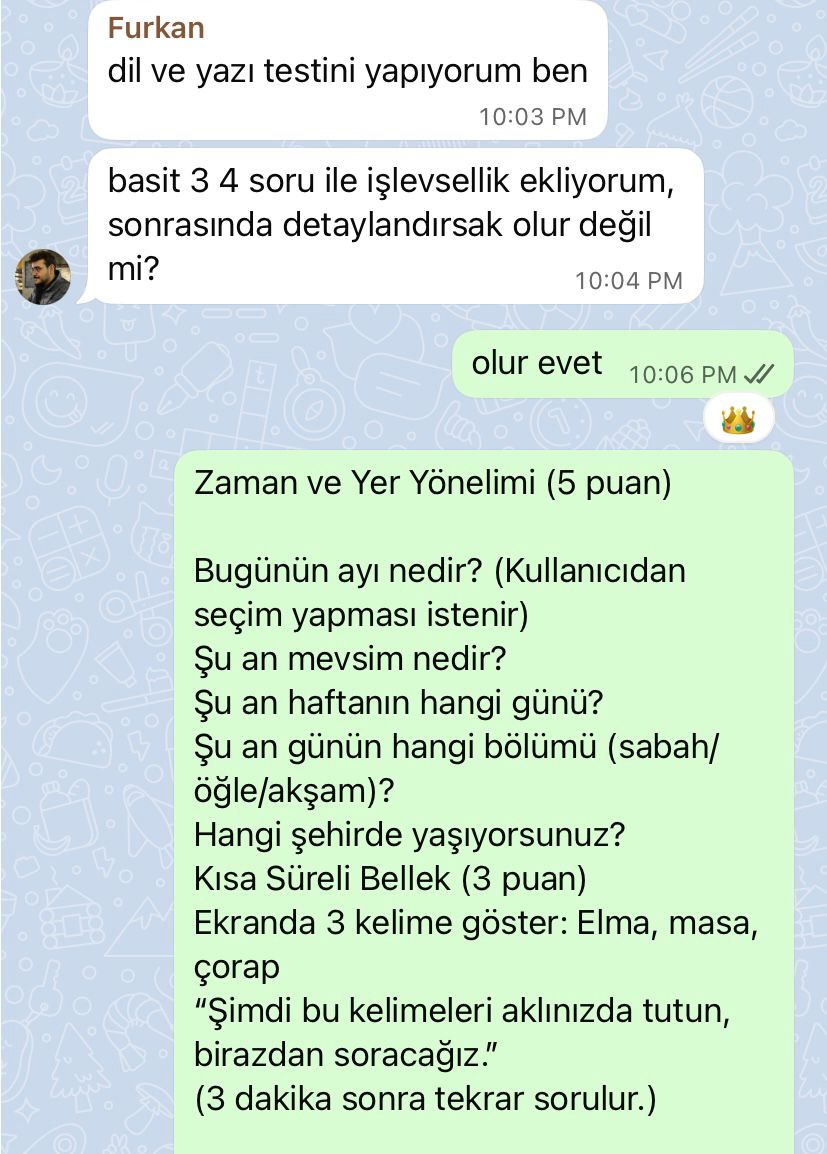 Furkan
dil ve yazı testini yapıyorum ben
10:03 PM
basit 3 4 soru ile işlevsellik ekliyorum,
sonrasında detaylandırsak olur değil
mi?
10:04 PM
olur evet
10:06 PM
Zaman ve Yer Yönelimi (5 puan)
Bugünün ayı nedir? (Kullanıcıdan
seçim yapması istenir)
Şu an mevsim nedir?
Şu an haftanın hangi günü?
Şu an günün hangi bölümü (sabah/
öğle/akşam)?
Hangi şehirde yaşıyorsunuz?
Kısa Süreli Bellek (3 puan)
Ekranda 3 kelime göster: Elma, masa,
çorap
“Şimdi bu kelimeleri aklınızda tutun,
birazdan soracağız.”
(3 dakika sonra tekrar sorulur.)